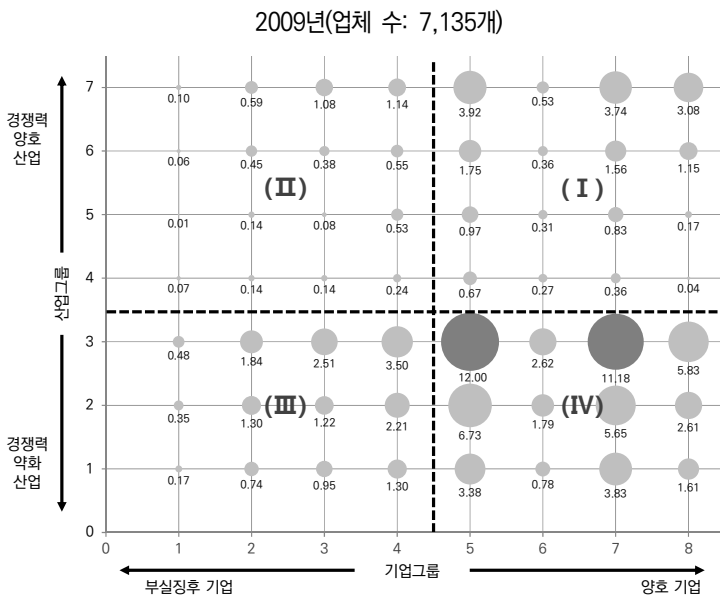 2009년(업체 수: 7,135개)
7
0.10 0.59 1.08 1.14 3.92 0.53 3.74 3.08
경쟁력
양호
산업
6
0.06 0.45 0.38 0.55 1.75 0.36 1.56 1.15
(Ⅱ) (Ⅰ)
5
0.01 0.14 0.08 0.53 0.97 0.31 0.83 0.17
산업그룹
4
0.07 0.14 0.14 0.24 0.67 0.27 0.36 0.04
3
0.48 1.84 2.51 3.50 12.00 2.62 11.18 5.83
2
(Ⅲ) (Ⅳ)
0.35 1.30 1.22 2.21 6.73 1.79 5.65 2.61
경쟁력
약화
산업
1
0.17 0.74 0.95 1.30 3.38 0.78 3.83 1.61
0
0 1 2 3 4 5 6 7 8
기업그룹
부실징후 기업 양호 기업